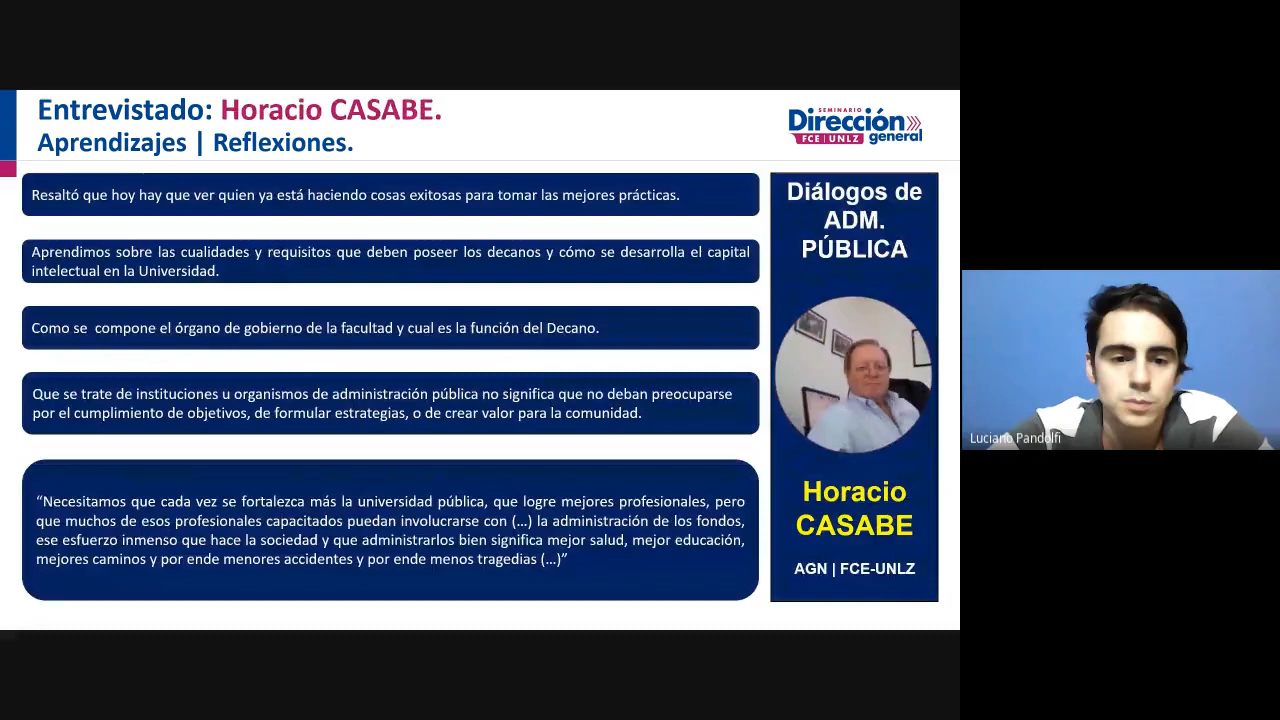 Entrevistado: Horacio CASABE.
Aprendizajes | Reflexiones.
SEMINARIO
Dirección
FCE | UNLZ general
Resaltó que hoy hay que ver quien ya está haciendo cosas exitosas para tomar las mejores prácticas.
Aprendimos sobre las cualidades y requisitos que deben poseer los decanos y cómo se desarrolla el capital
intelectual en la Universidad.
Como se  compone el órgano de gobierno de la facultad y cual es la función del Decano.
Que se trate de instituciones u organismos de administración pública no significa que no deban preocuparse
por el cumplimiento de objetivos, de formular estrategias, o de crear valor para la comunidad.
“Necesitamos que cada vez se fortalezca más la universidad pública, que logre mejores profesionales, pero
que muchos de esos profesionales capacitados puedan involucrarse con (…) la administración de los fondos,
ese esfuerzo inmenso que hace la sociedad y que administrarlos bien significa mejor salud, mejor educación,
mejores caminos y por ende menores accidentes y por ende menos tragedias (…)”
Diálogos de
ADM.
PÚBLICA
Horacio
CASABE
AGN | FCE-UNLZ
Luciano Pandolfi